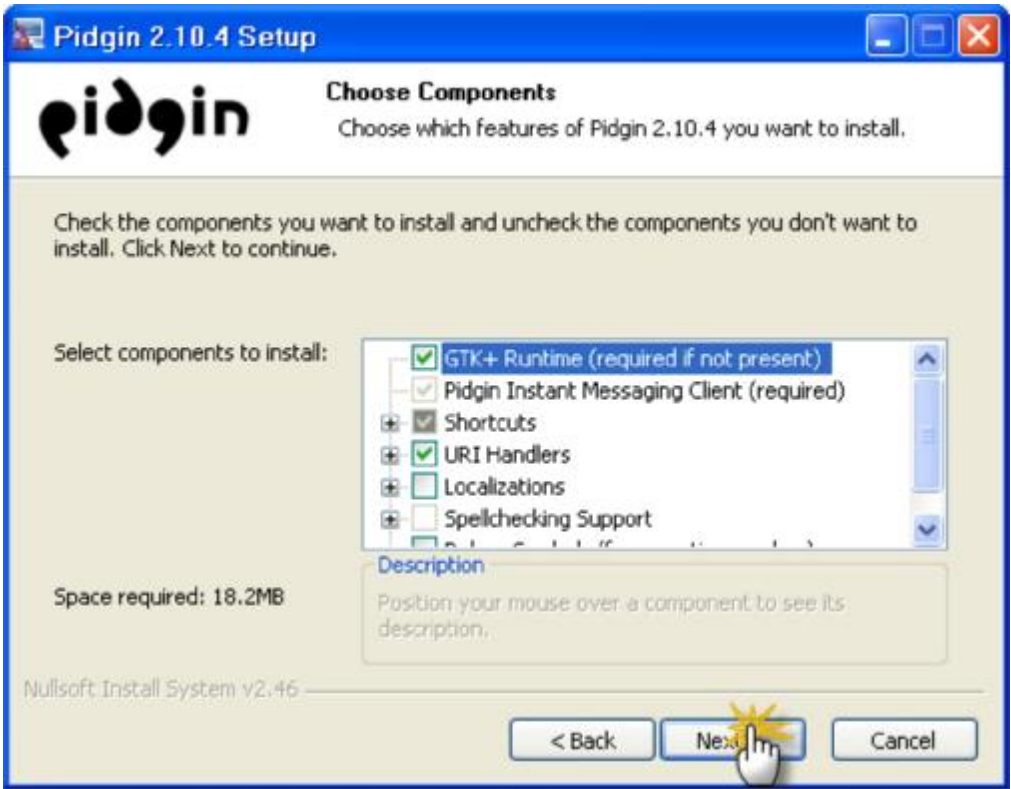 Pidgin 2.10.4 Setup
pidgin
Choose Components
Choose which features of Pidgin 2.10.4 you want to install.
Check the components you want to install and uncheck the components you don't want to
install. Click Next to continue.
Select components to install:
GTK+ Runtime (required if not present)
Pidgin Instant Messaging Client (required)
Shortcuts
URI Handlers
Localizations
Spellchecking Support
Description
Space required: 18.2MB
Position your mouse over a component to see its
description.
Nullsoft Install System v2.46
< Back
Cancel